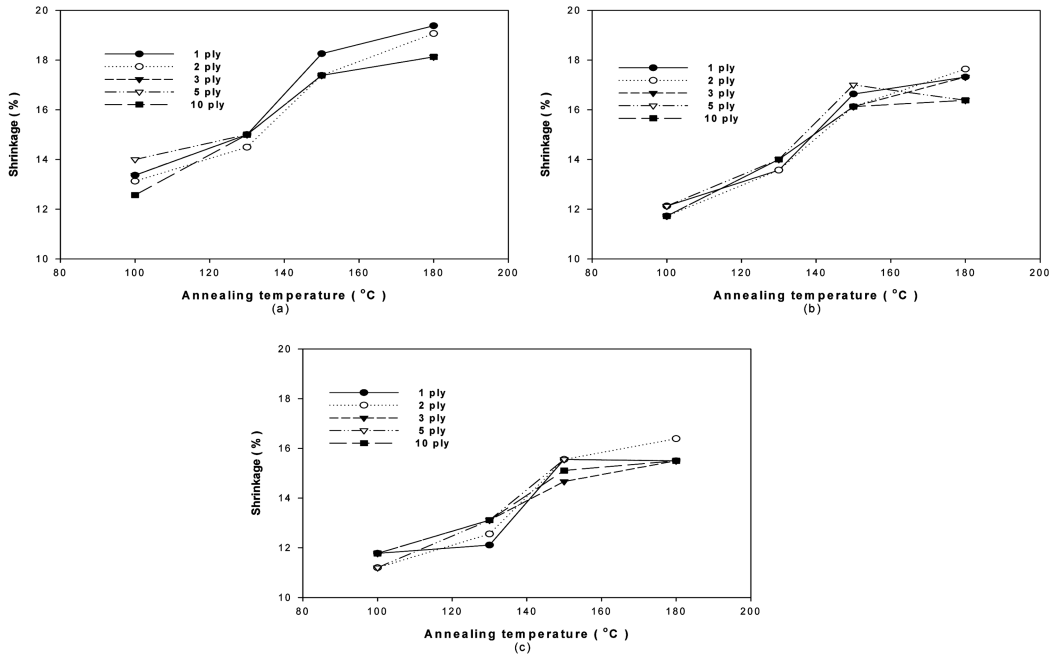 20
18
16
14
12
10
Shrinkage ( % )
1 ply
2 ply
3 ply
5 ply
10 ply
80 100 120 140 160 180 200
Annealing temperature ( °C )
(a)
20
18
16
14
12
10
Shrinkage ( % )
1 ply
2 ply
3 ply
5 ply
10 ply
80 100 120 140 160 180 200
Annealing temperature ( °C )
(b)
20
18
16
14
12
10
Shrinkage ( % )
1 ply
2 ply
3 ply
5 ply
10 ply
80 100 120 140 160 180 200
Annealing temperature ( °C )
(c)